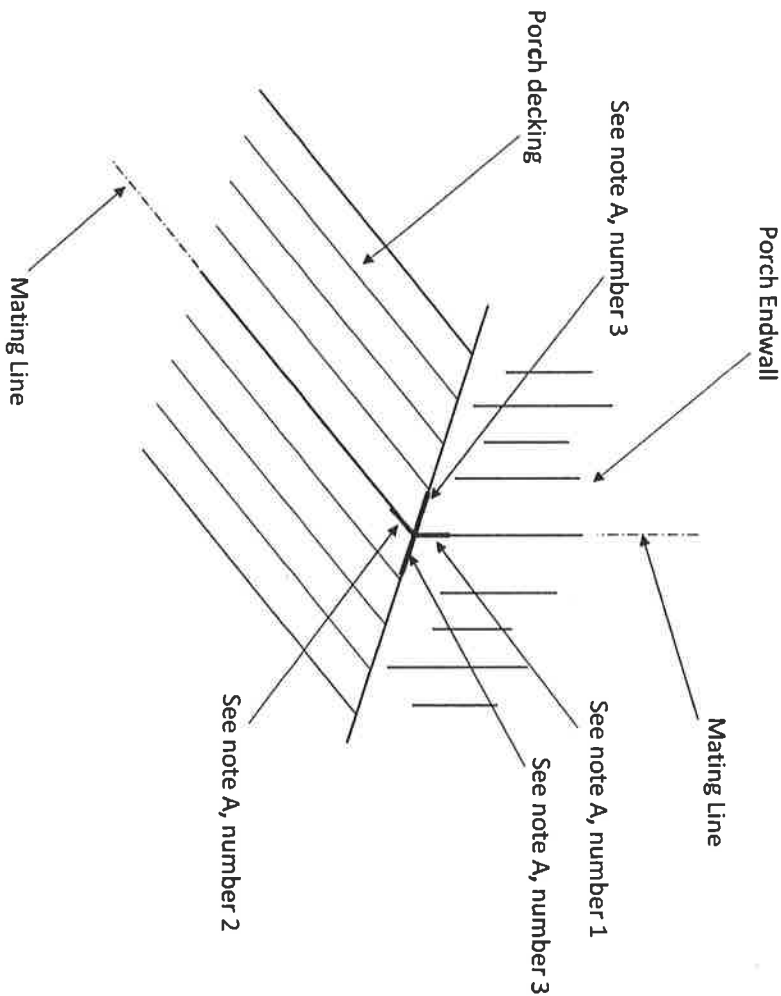 Porch Endwall
Mating Line
See note A, number 3
See note A, number 1
Porch decking
See note A, number 3
See note A, number 2
Mating Line